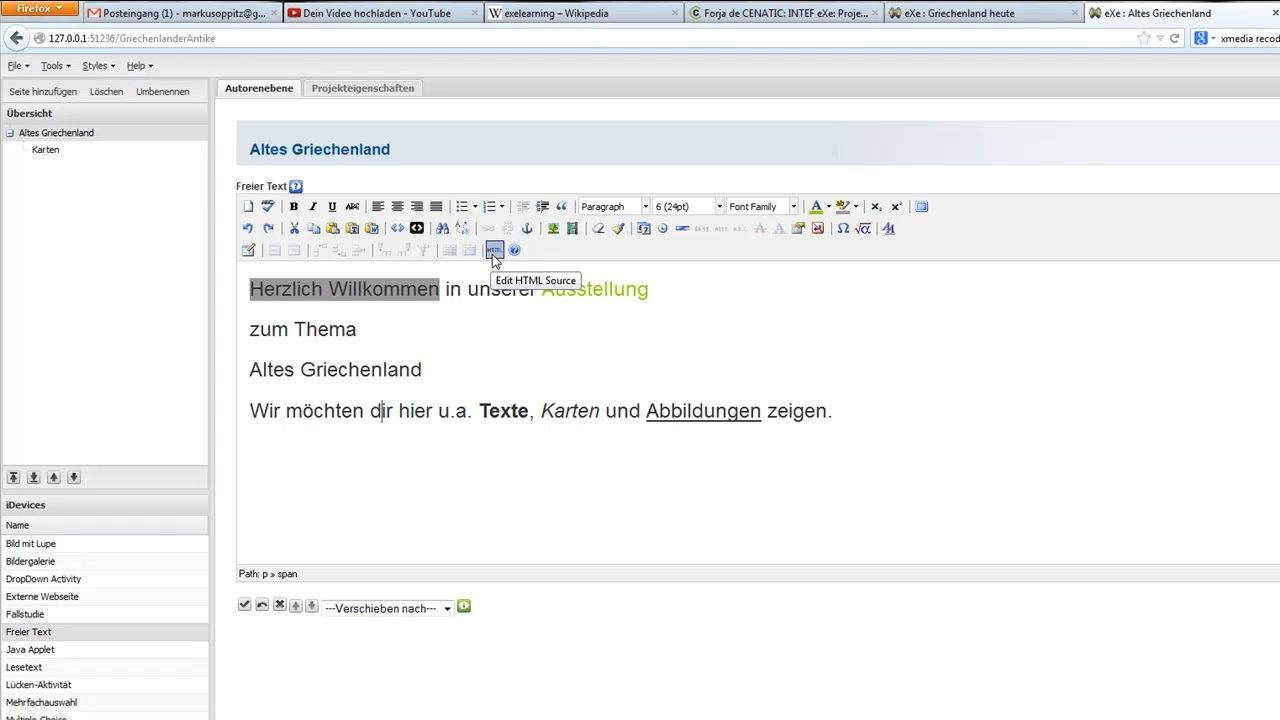 Firefox
Posteingang (1) - markusoppitz@g...
Dein Video hochladen - YouTube
exelearning – Wikipedia
Forja de CENATIC: INTEF eXe: Proje...
eXe : Griechenland heute
eXe : Altes Griechenland
127.0.0.1:51236/GriechenlanderAntike
xmedia recod
File Tools Styles Help
Seite hinzufügen Löschen Umbenennen
Autorenebene Projekteigenschaften
Übersicht
Altes Griechenland
Karten
Altes Griechenland
Freier Text
Paragraph 6 (24pt) Font Family
HTML
Edit HTML Source
Herzlich Willkommen in unserer Ausstellung
zum Thema
Altes Griechenland
Wir möchten dir hier u.a. Texte, Karten und Abbildungen zeigen.
Path: p » span
---Verschieben nach---
iDevices
Name
Bild mit Lupe
Bildergalerie
DropDown Activity
Externe Webseite
Fallstudie
Freier Text
Java Applet
Lesetext
Lücken-Aktivität
Mehrfachauswahl
Multiple-Choice